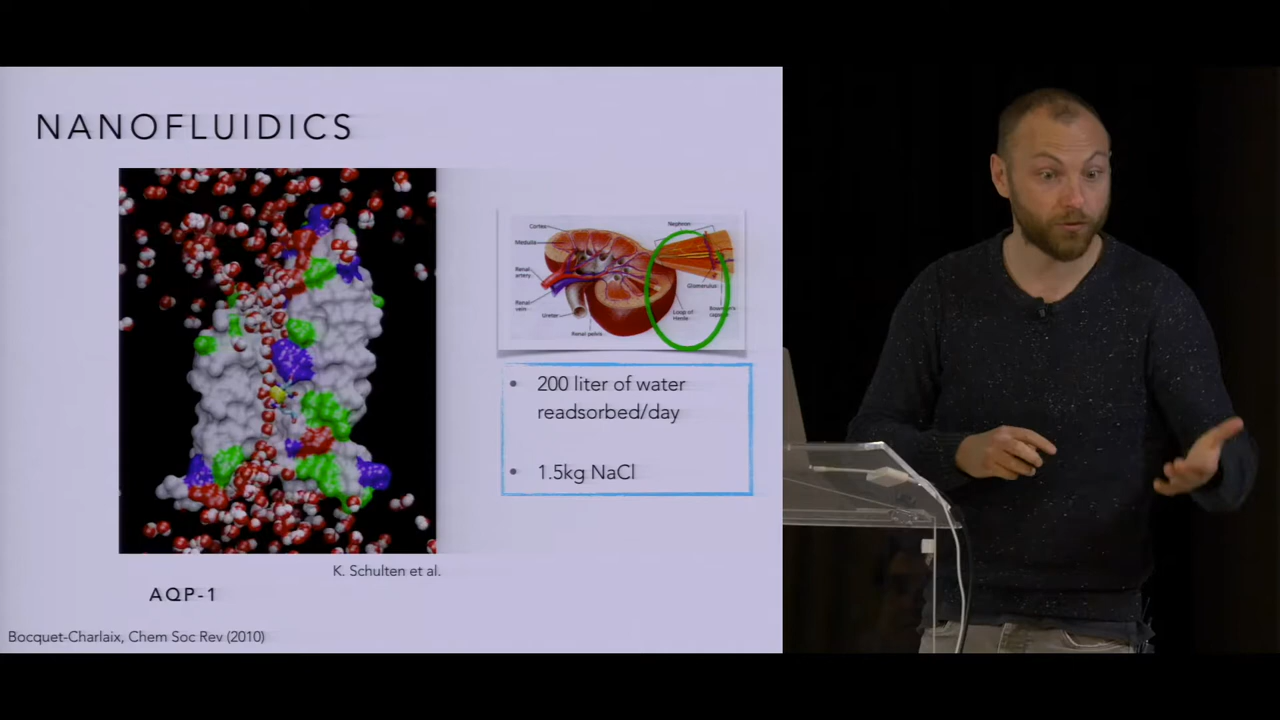 NANOFLUIDICS
Cortex
Medulla
Renal
artery
Renal
vein
Ureter
Renal pelvis
Nephron
Glomerulus
Loop of
Henle
• 200 liter of water
readsorbed/day
• 1.5kg NaCl
K. Schulten et al.
AQP-1
Bocquet-Charlaix, Chem Soc Rev (2010)